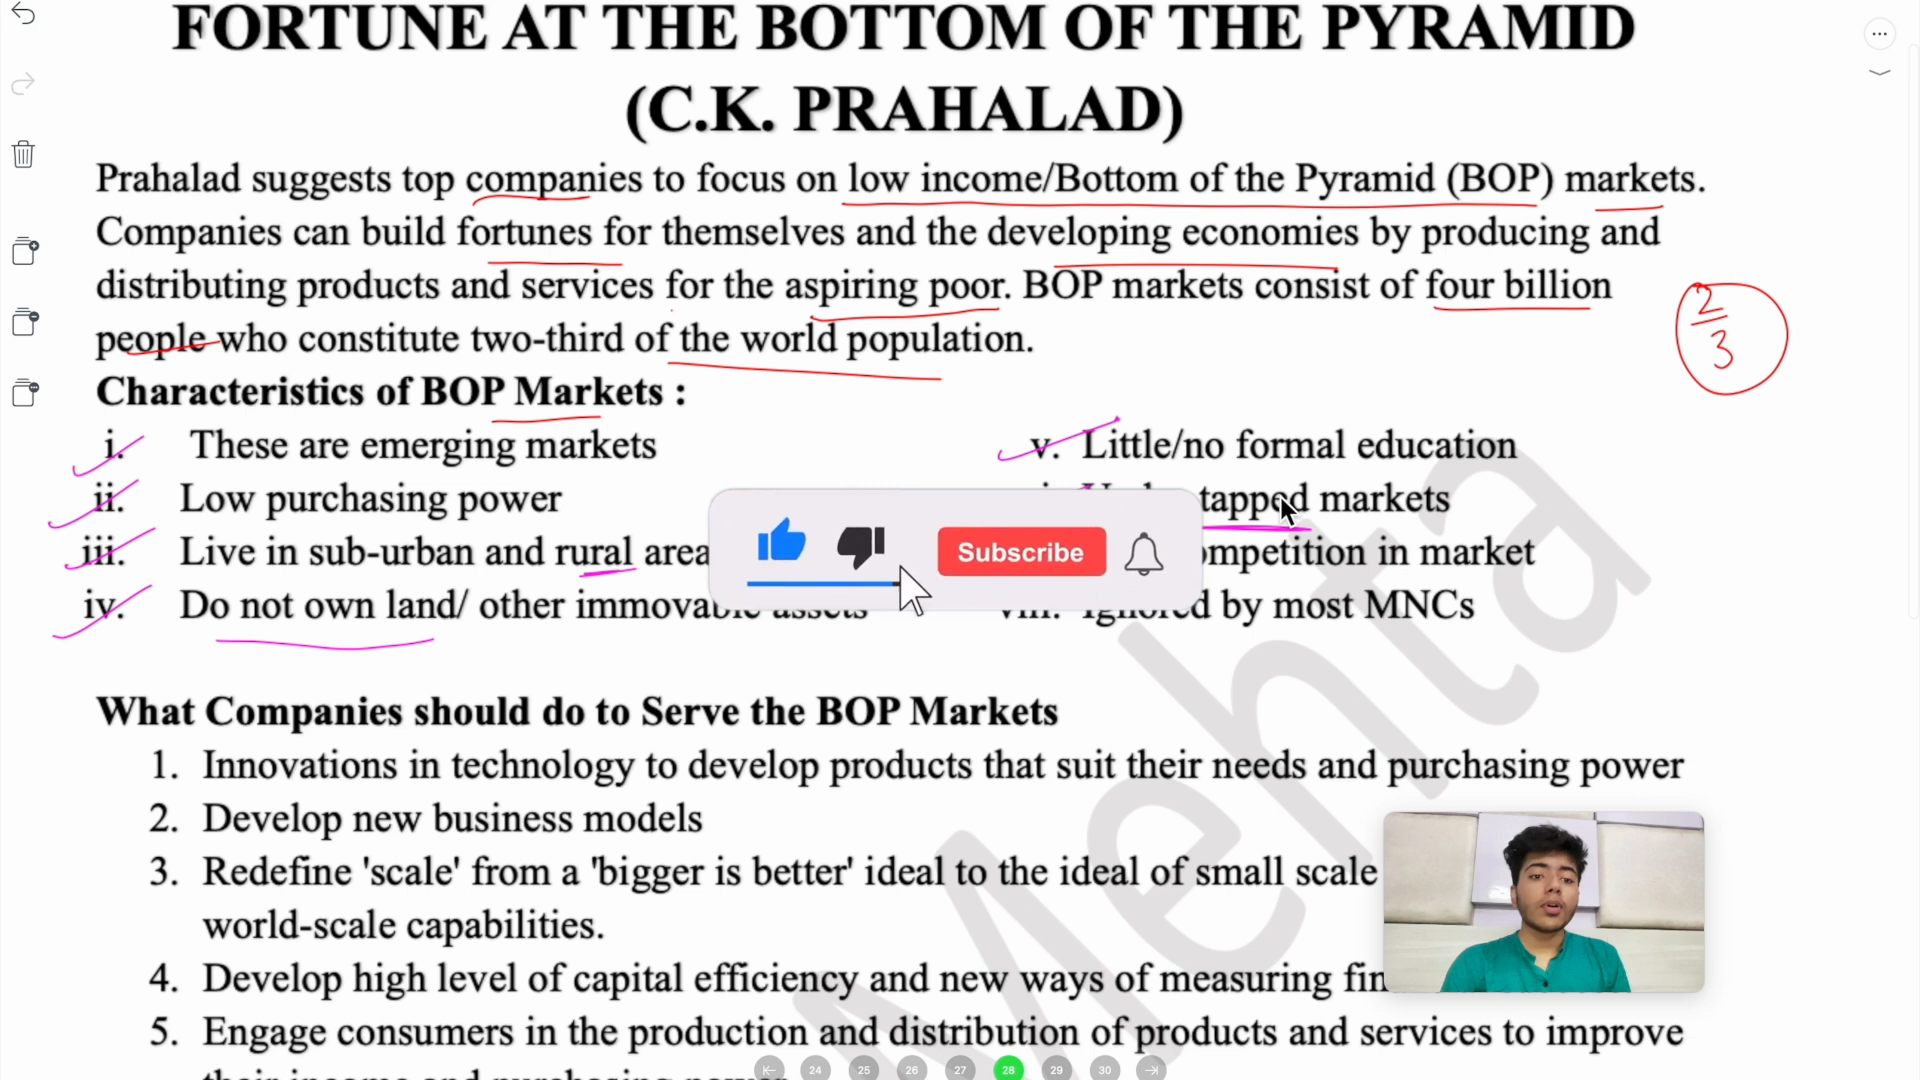 FORTUNE AT THE BOTTOM OF THE PYRAMID
(C.K. PRAHALAD)
Prahalad suggests top companies to focus on low income/Bottom of the Pyramid (BOP) markets.
Companies can build fortunes for themselves and the developing economies by producing and
distributing products and services for the aspiring poor. BOP markets consist of four billion
people who constitute two-third of the world population.
2
3
Characteristics of BOP Markets :
i. These are emerging markets
ii. Low purchasing power
iii. Live in sub-urban and rural
iv. Do not own land/ other
v. Little/no formal education
tapped markets
in market
by most MNCs
Subscribe
What Companies should do to Serve the BOP Markets
1. Innovations in technology to develop products that suit their needs and purchasing power
2. Develop new business models
3. Redefine 'scale' from a 'bigger is better' ideal to the ideal of small scale
world-scale capabilities.
4. Develop high level of capital efficiency and new ways of measuring
5. Engage consumers in the production and distribution of products and services to improve
Mehta
24 25 26 27 28 29 30